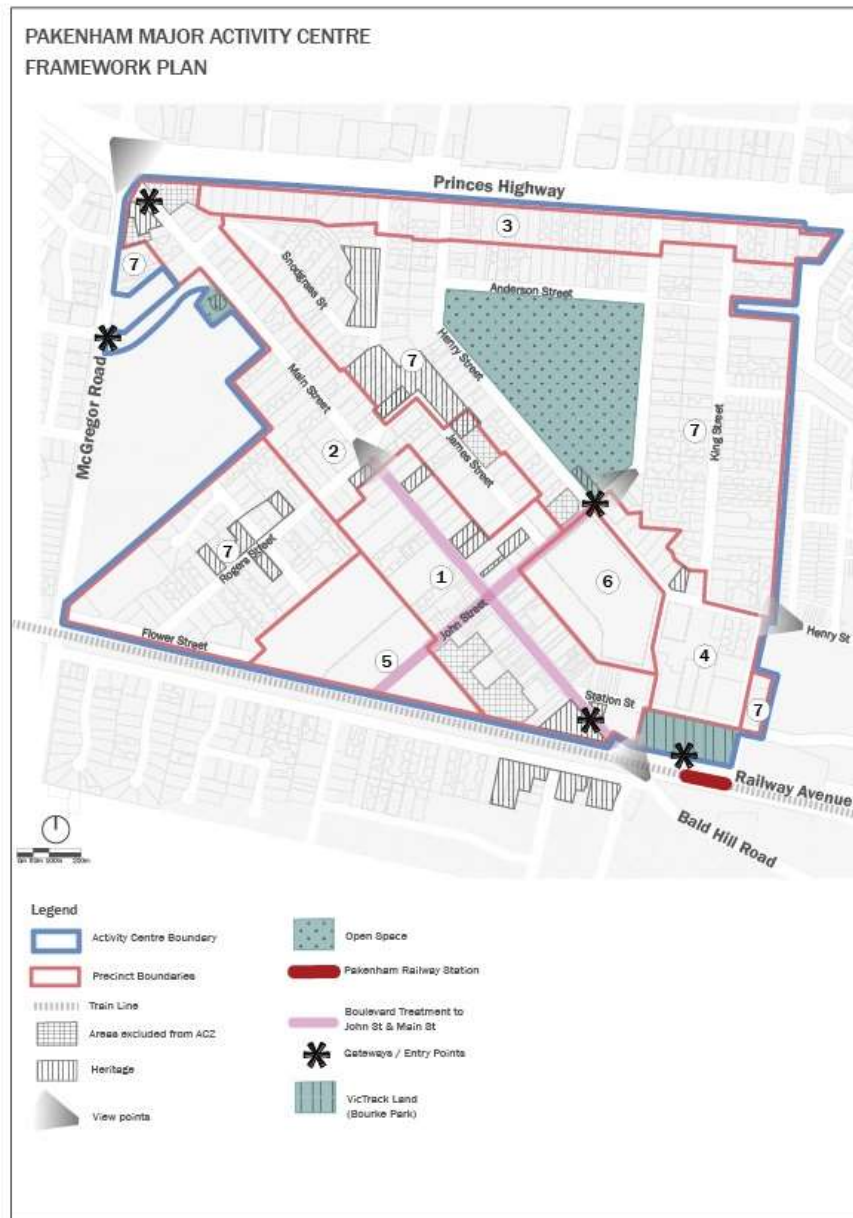 PAKENHAM MAJOR ACTIVITY CENTRE
FRAMEWORK PLAN
Princes Highway
3
7
Snodgrass St
Anderson Street
McGregor Road
Henry Street
Main Street
7
7
King Street
2
James Street
7
Rogers Street
1
6
John Street
Henry St
Flower Street
5
4
Station St
7
Railway Avenue
Bald Hill Road
Legend
Activity Centre Boundary
Open Space
Precinct Boundaries
Pakenham Railway Station
Train Line
Boulevard Treatment to
John St & Main St
Areas excluded from ACZ
Gateways / Entry Points
Heritage
VicTrack Land
(Bourke Park)
View points